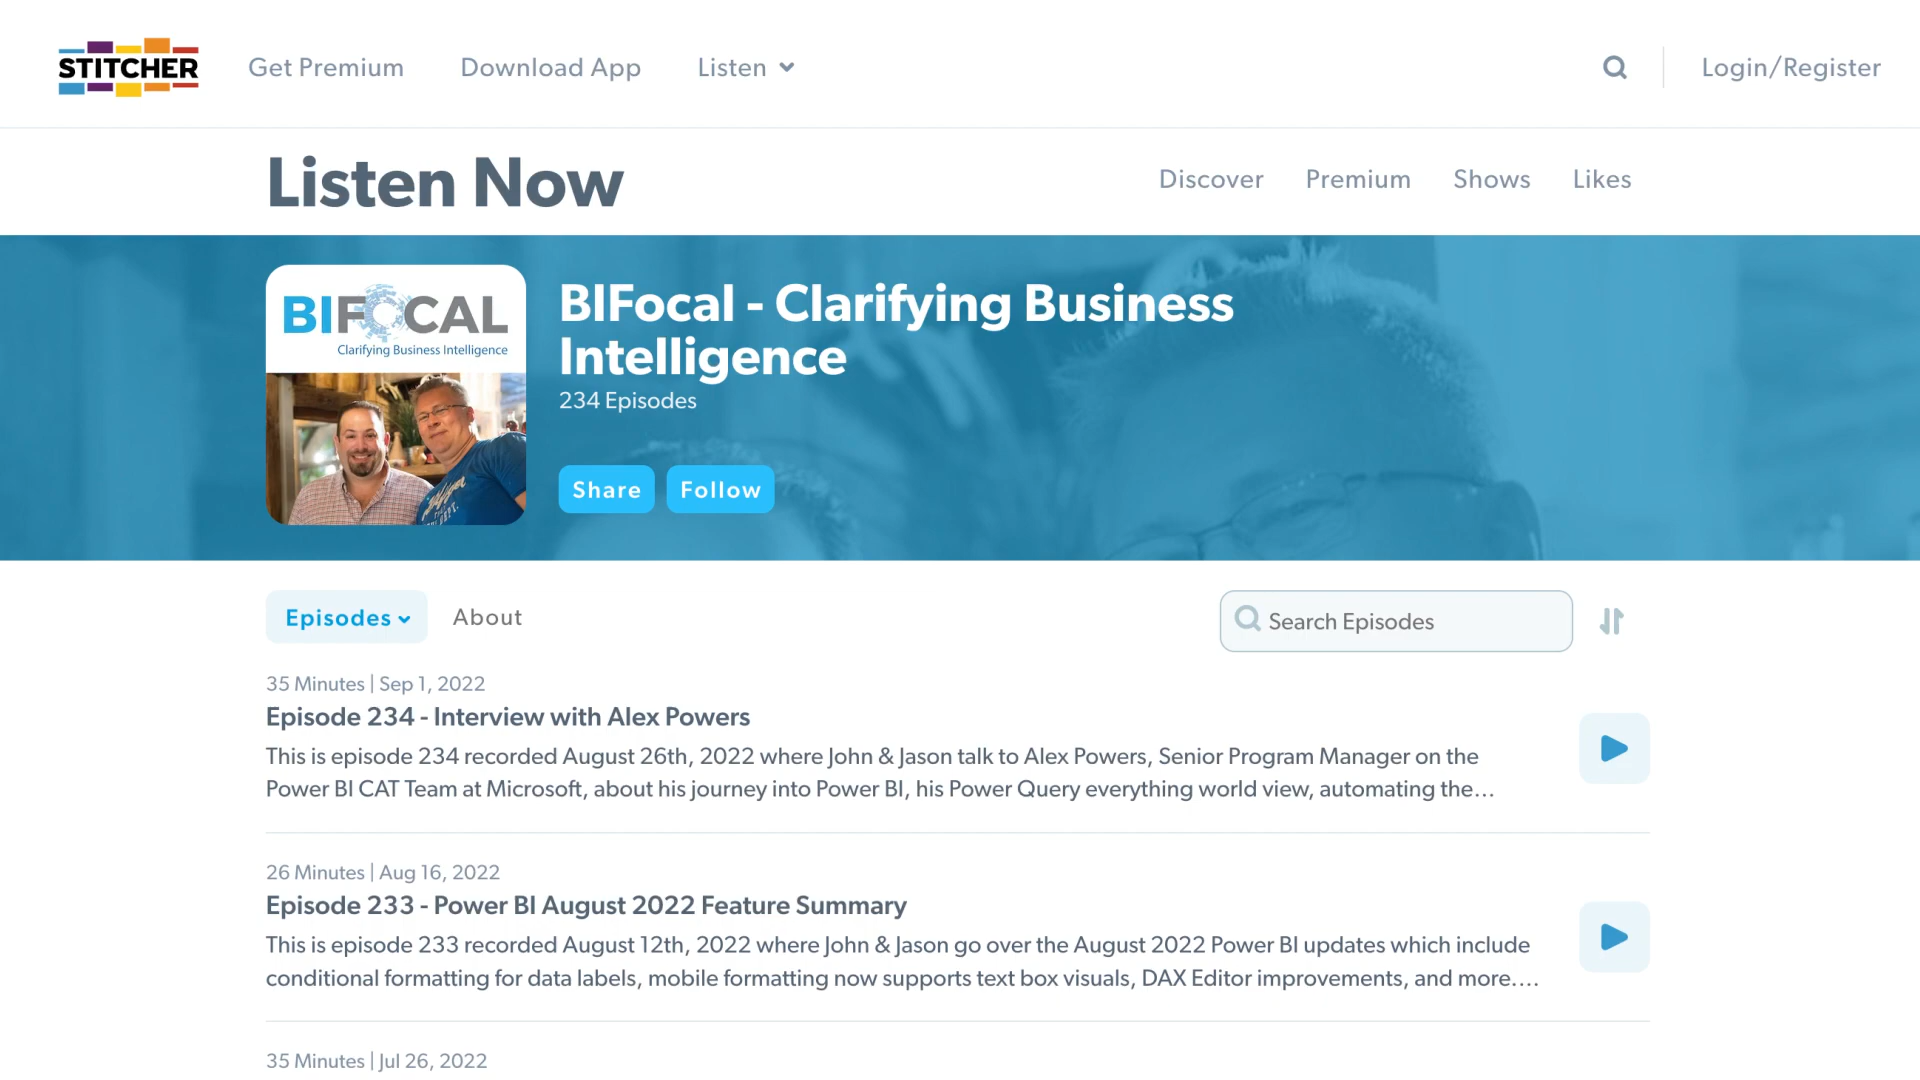 STITCHER
Get Premium
Download App
Listen
Login/Register
Listen Now
Discover
Premium
Shows
Likes
BIFOCAL
Clarifying Business Intelligence
BIFocal - Clarifying Business
Intelligence
234 Episodes
Share
Follow
Episodes
About
Search Episodes
35 Minutes | Sep 1, 2022
Episode 234 - Interview with Alex Powers
This is episode 234 recorded August 26th, 2022 where John & Jason talk to Alex Powers, Senior Program Manager on the
Power BI CAT Team at Microsoft, about his journey into Power BI, his Power Query everything world view, automating the...
26 Minutes | Aug 16, 2022
Episode 233 - Power BI August 2022 Feature Summary
This is episode 233 recorded August 12th, 2022 where John & Jason go over the August 2022 Power BI updates which include
conditional formatting for data labels, mobile formatting now supports text box visuals, DAX Editor improvements, and more....
35 Minutes | Jul 26, 2022